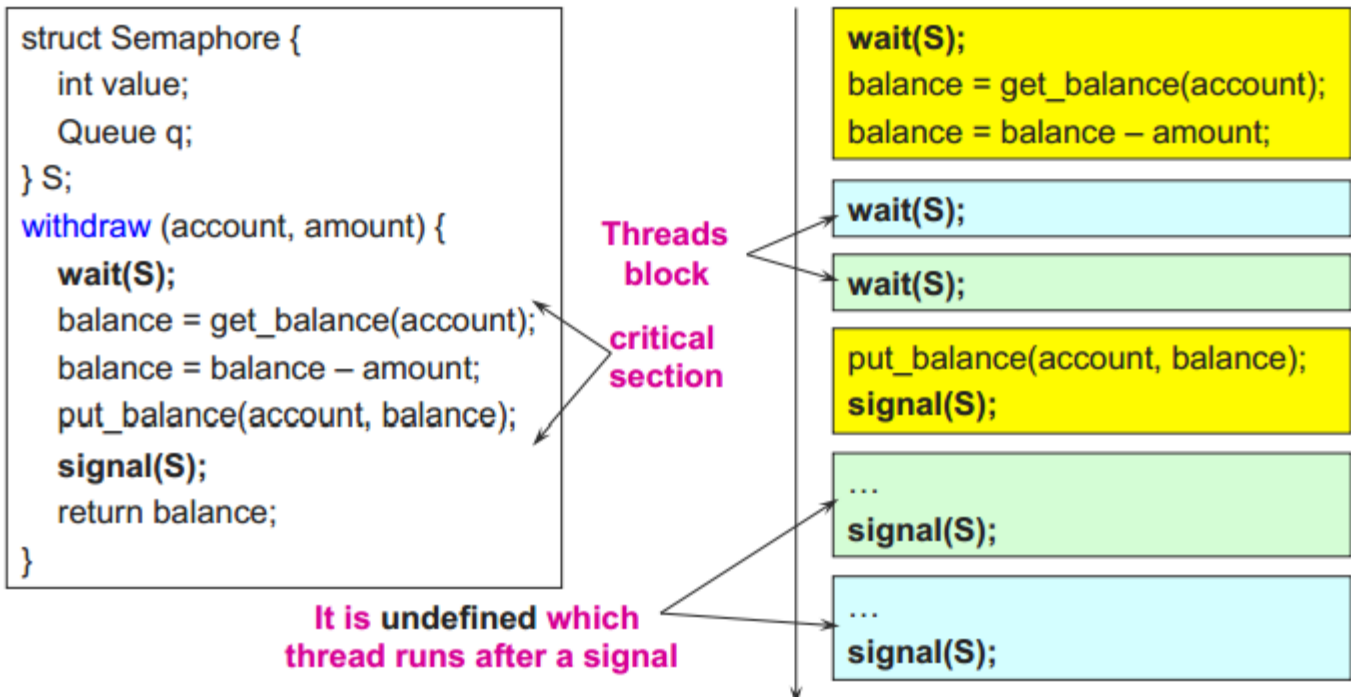 struct Semaphore {
int value;
Queue q;
} S;
withdraw (account, amount) {
wait(S);
balance = get_balance(account);
balance = balance – amount;
put_balance(account, balance);
signal(S);
return balance;
}
Threads
block
critical
section
It is undefined which
thread runs after a signal
wait(S);
balance = get_balance(account);
balance = balance – amount;
wait(S);
wait(S);
put_balance(account, balance);
signal(S);
…
signal(S);
…
signal(S);